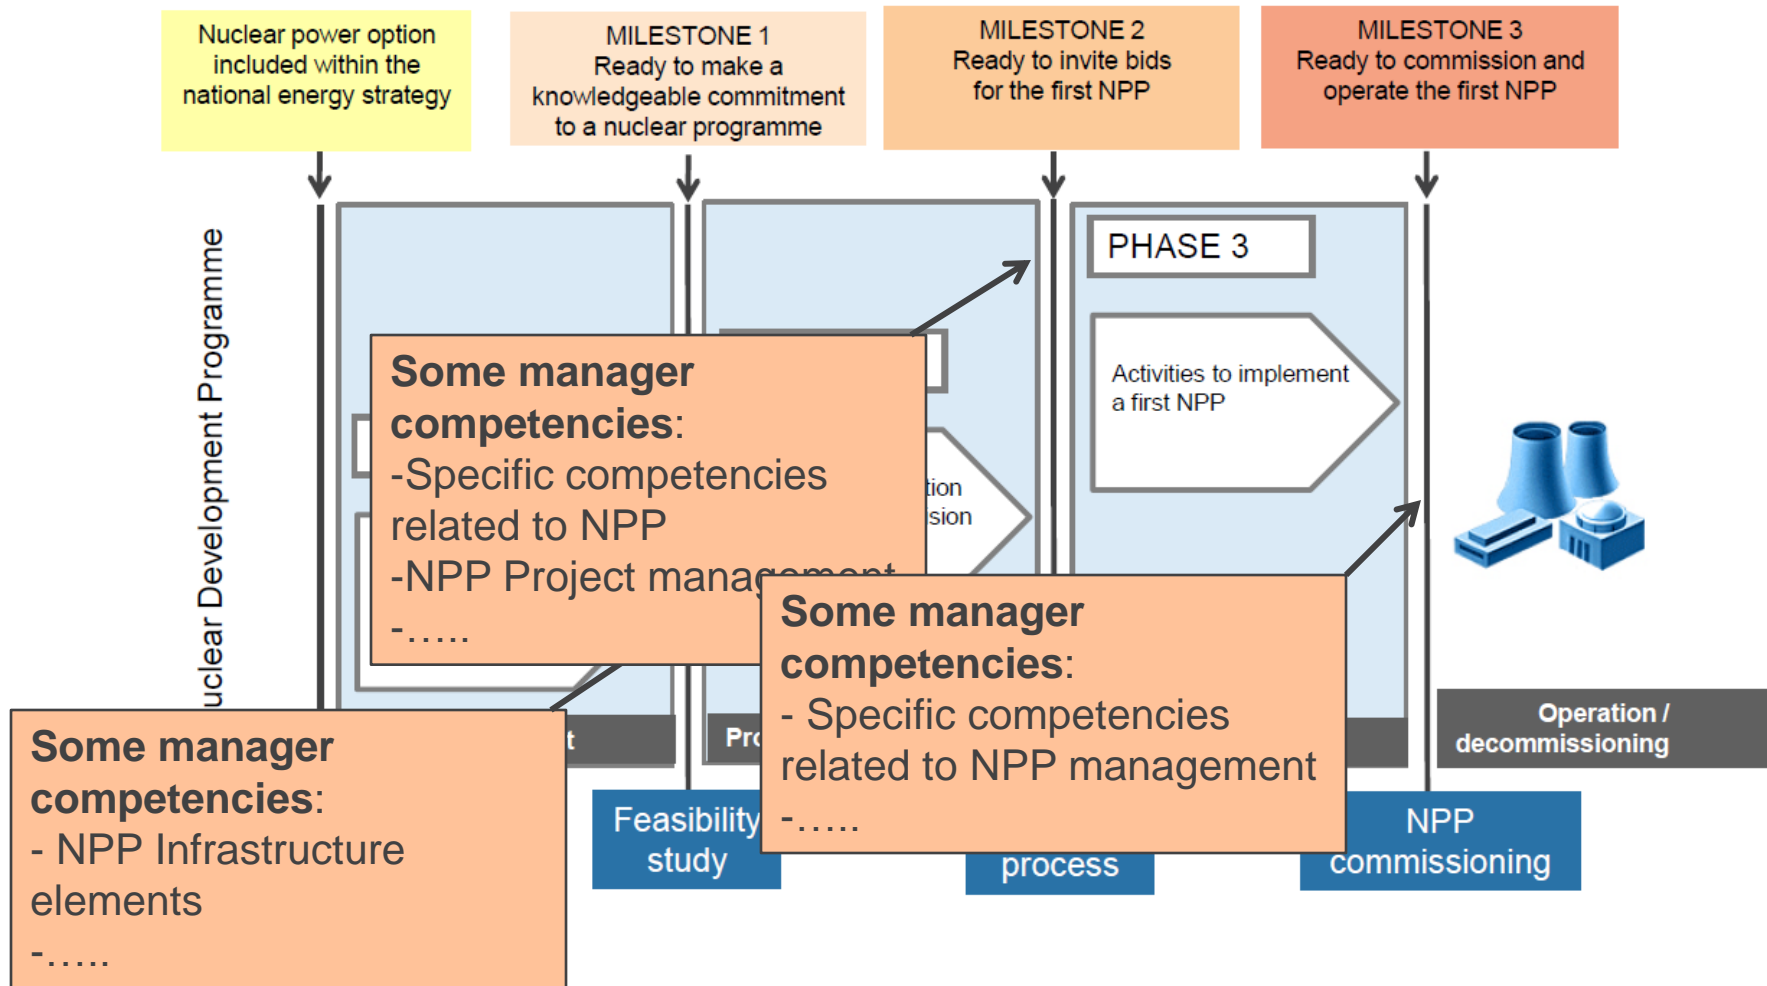 Nuclear power option
included within the
national energy strategy
MILESTONE 1
Ready to make a
knowledgeable commitment
to a nuclear programme
MILESTONE 2
Ready to invite bids
for the first NPP
MILESTONE 3
Ready to commission and
operate the first NPP
Development Programme
PHASE 3
Activities to implement
a first NPP
Some manager
competencies:
-Specific competencies
related to NPP
-NPP Project management
-.....
Some manager
competencies:
- Specific competencies
related to NPP management
-.....
Some manager
competencies:
- NPP Infrastructure
elements
-.....
Operation /
decommissioning
Feasibility
study
process
NPP
commissioning